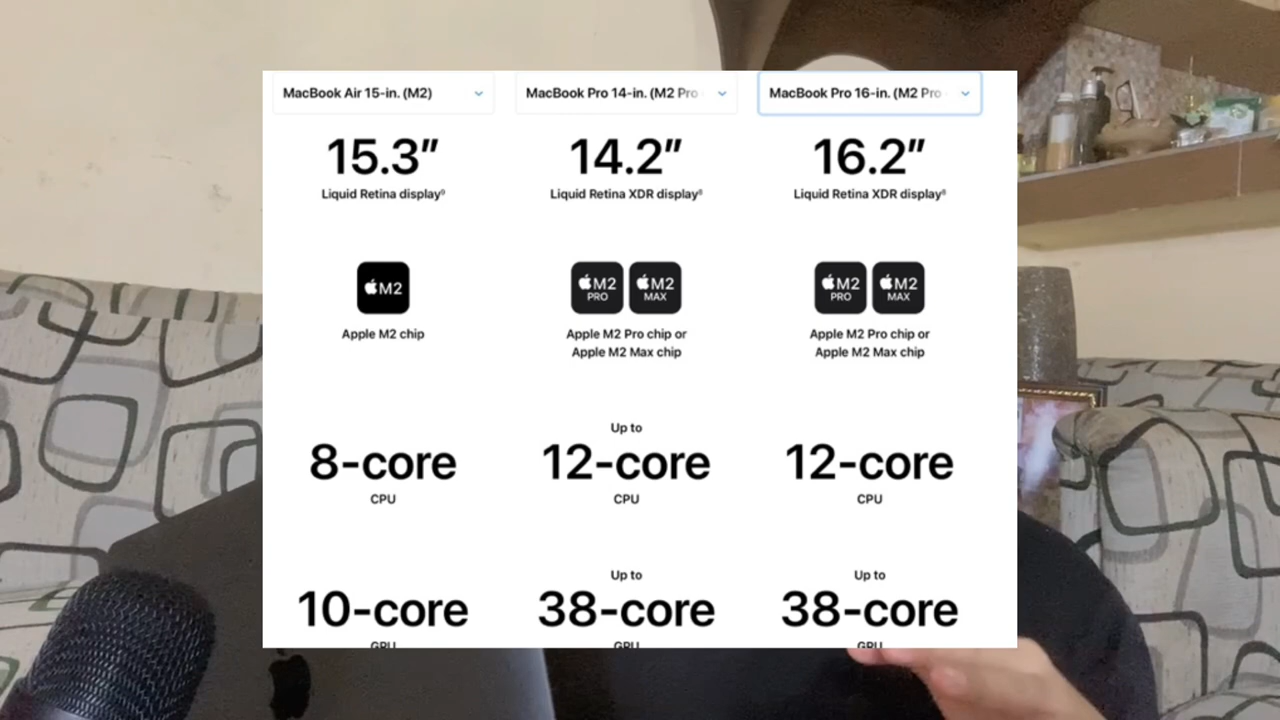 MacBook Air 15-in. (M2)
MacBook Pro 14-in. (M2 Pro
MacBook Pro 16-in. (M2 Pro
15.3″
14.2″
16.2″
Liquid Retina display
Liquid Retina XDR display
Liquid Retina XDR display
M2
M2 PRO
M2 MAX
M2 PRO
M2 MAX
Apple M2 chip
Apple M2 Pro chip or
Apple M2 Max chip
Apple M2 Pro chip or
Apple M2 Max chip
8-core
CPU
Up to
12-core
CPU
12-core
CPU
10-core
GPU
Up to
38-core
GPU
Up to
38-core
GPU